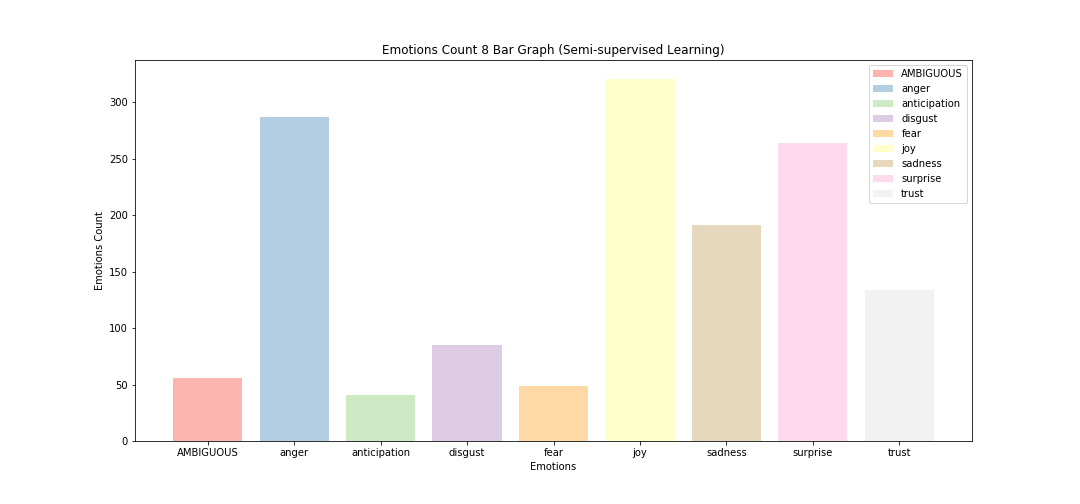 Emotions Count 8 Bar Graph (Semi-supervised Learning)
AMBIGUOUS
anger
anticipation
disgust
fear
joy
sadness
surprise
trust
Emotions Count
300
250
200
150
100
50
0
AMBIGUOUS anger anticipation disgust fear joy sadness surprise trust
Emotions